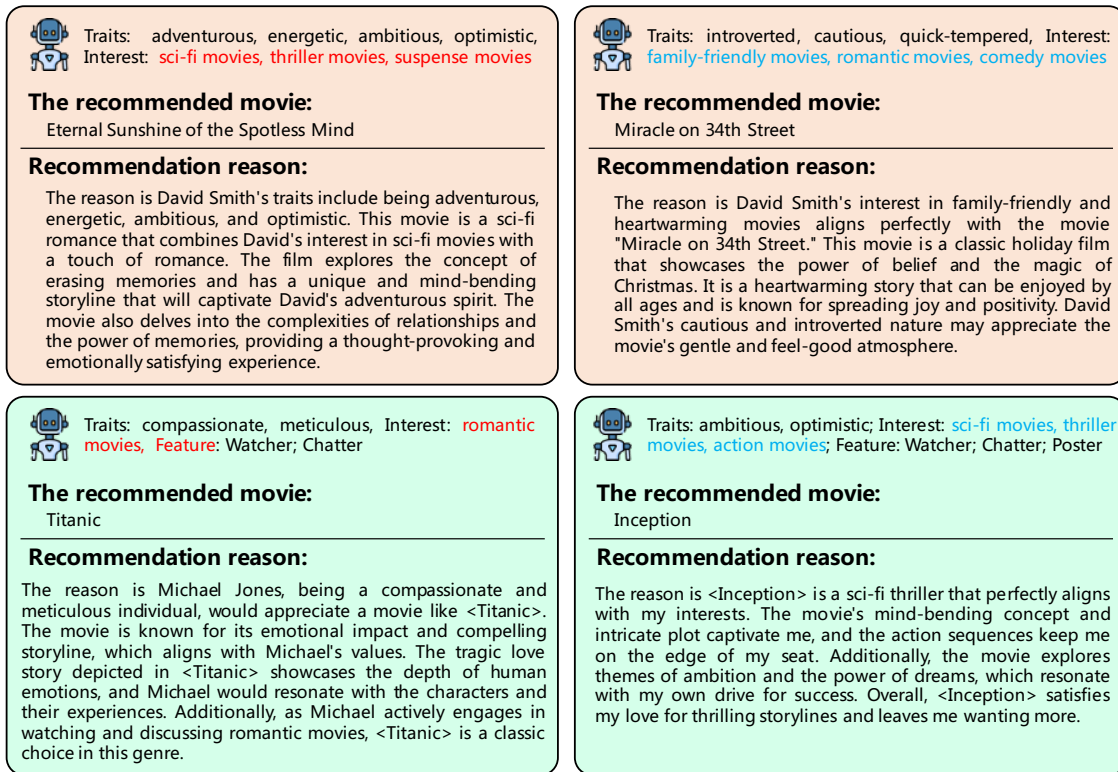 Traits: adventurous, energetic, ambitious, optimistic,
Interest: sci-fi movies, thriller movies, suspense movies
The recommended movie:
Eternal Sunshine of the Spotless Mind
Recommendation reason:
The reason is David Smith's traits include being adventurous,
energetic, ambitious, and optimistic. This movie is a sci-fi
romance that combines David's interest in sci-fi movies with
a touch of romance. The film explores the concept of
erasing memories and has a unique and mind-bending
storyline that will captivate David's adventurous spirit. The
movie also delves into the complexities of relationships and
the power of memories, providing a thought-provoking and
emotionally satisfying experience.
Traits: introverted, cautious, quick-tempered, Interest:
family-friendly movies, romantic movies, comedy movies
The recommended movie:
Miracle on 34th Street
Recommendation reason:
The reason is David Smith's interest in family-friendly and
heartwarming movies aligns perfectly with the movie
"Miracle on 34th Street." This movie is a classic holiday film
that showcases the power of belief and the magic of
Christmas. It is a heartwarming story that can be enjoyed by
all ages and is known for spreading joy and positivity. David
Smith's cautious and introverted nature may appreciate the
movie's gentle and feel-good atmosphere.
Traits: compassionate, meticulous, Interest: romantic
movies, Feature: Watcher; Chatter
The recommended movie:
Titanic
Recommendation reason:
The reason is Michael Jones, being a compassionate and
meticulous individual, would appreciate a movie like <Titanic>.
The movie is known for its emotional impact and compelling
storyline, which aligns with Michael's values. The tragic love
story depicted in <Titanic> showcases the depth of human
emotions, and Michael would resonate with the characters and
their experiences. Additionally, as Michael actively engages in
watching and discussing romantic movies, <Titanic> is a classic
choice in this genre.
Traits: ambitious, optimistic; Interest: sci-fi movies, thriller
movies, action movies; Feature: Watcher; Chatter; Poster
The recommended movie:
Inception
Recommendation reason:
The reason is <Inception> is a sci-fi thriller that perfectly aligns
with my interests. The movie's mind-bending concept and
intricate plot captivate me, and the action sequences keep me
on the edge of my seat. Additionally, the movie explores
themes of ambition and the power of dreams, which resonate
with my own drive for success. Overall, <Inception> satisfies
my love for thrilling storylines and leaves me wanting more.